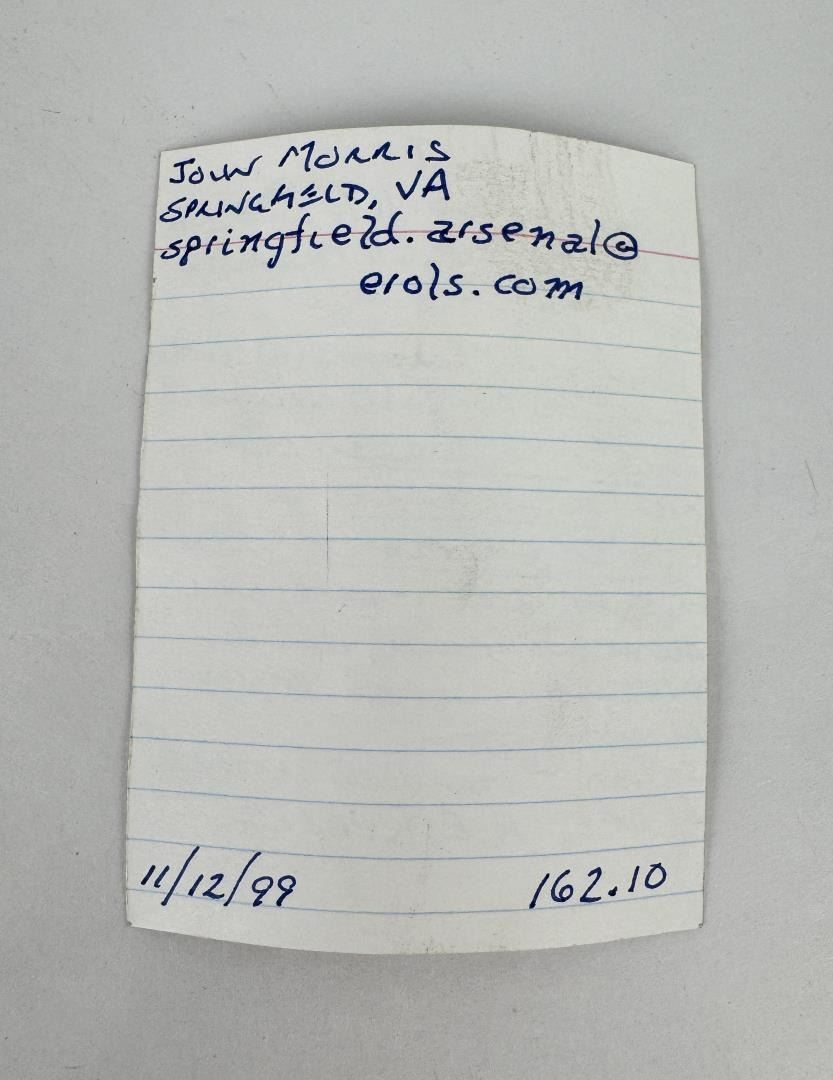 JOHN MORRIS
SPRINGFIELD, VA
springfield.arsenal@
erols.com
11/12/99 162.10